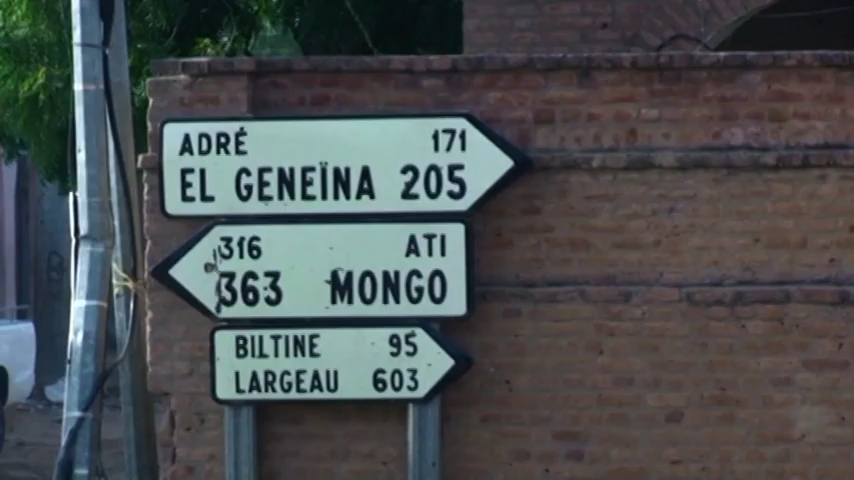 ADRÉ 171
EL GENEÏNA 205
316 ATI
363 MONGO
BILTINE 95
LARGEAU 603